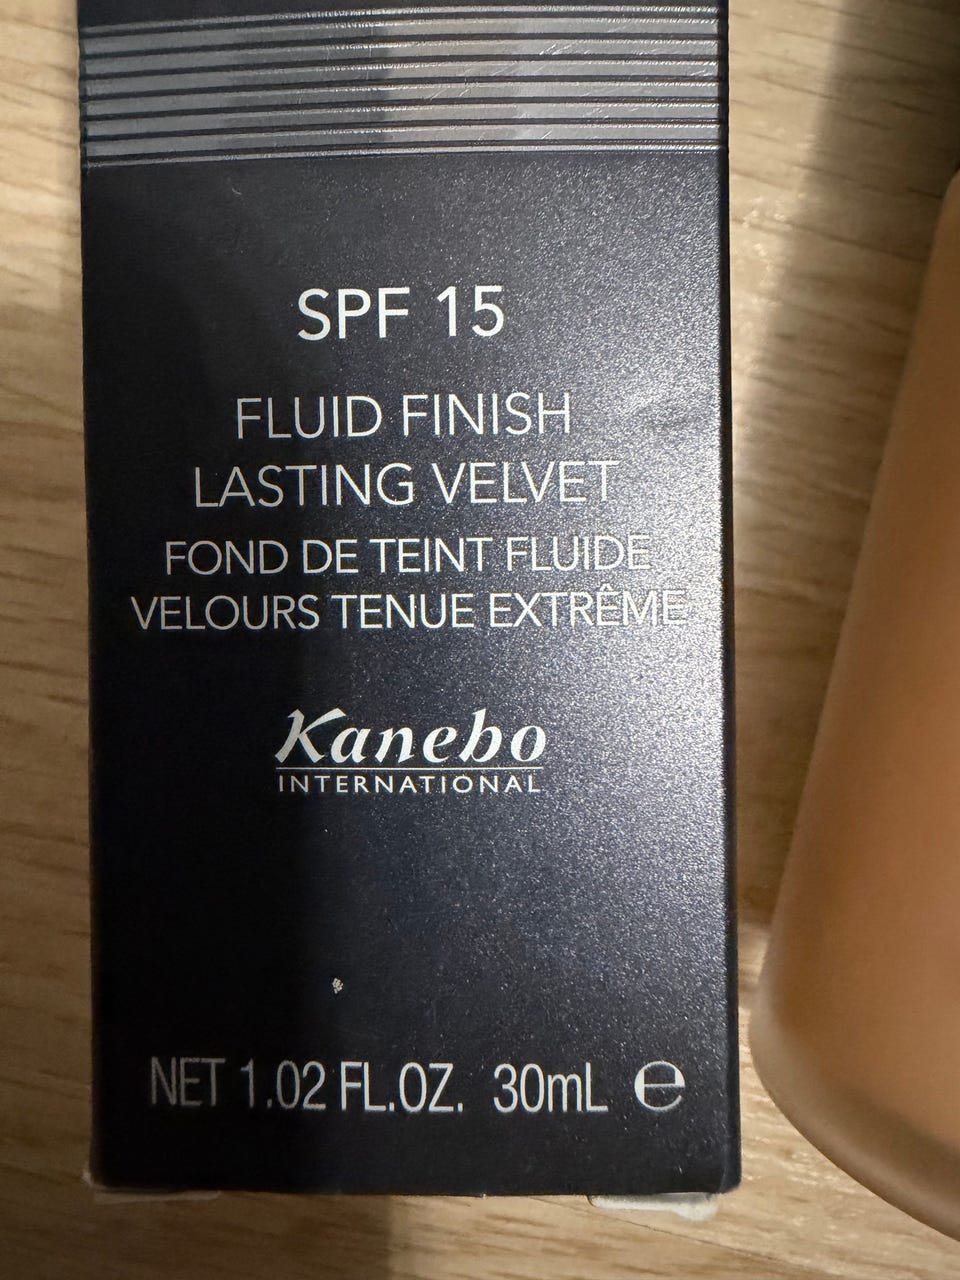 SPF 15
FLUID FINISH
LASTING VELVET
FOND DE TEINT FLUIDE
VELOURS TENUE EXTRÊME
Kanebo
INTERNATIONAL
NET 1.02 FL.OZ. 30mL ℮